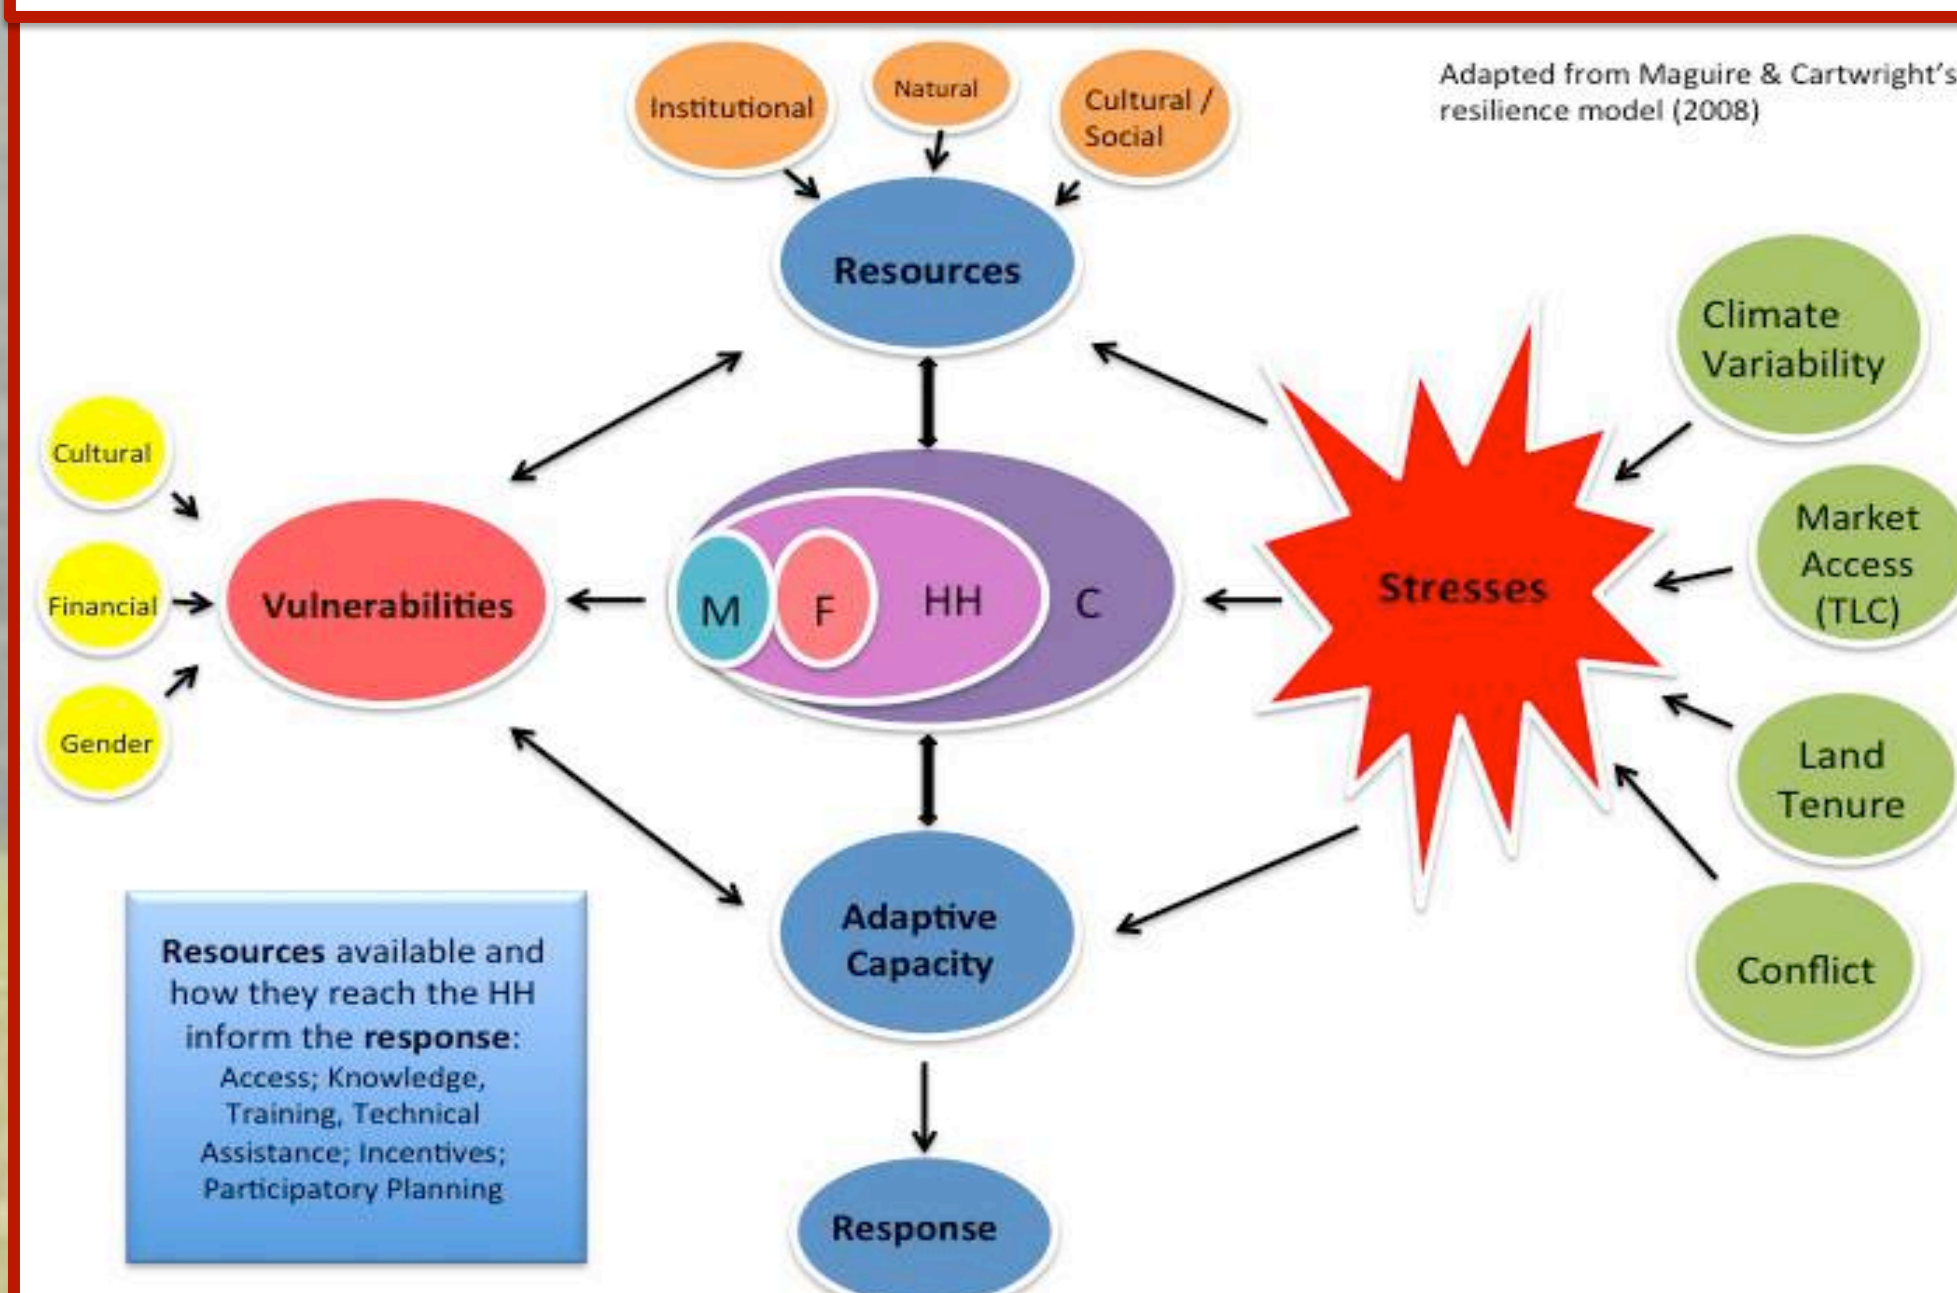 Adapted from Maguire & Cartwright's
resilience model (2008)
Institutional
Natural
Cultural /
Social
Resources
Climate
Variability
Cultural
Financial
Gender
Vulnerabilities
M
F
HH
C
Stresses
Market
Access
(TLC)
Land
Tenure
Conflict
Adaptive
Capacity
Resources available and
how they reach the HH
inform the response:
Access; Knowledge,
Training, Technical
Assistance; Incentives;
Participatory Planning
Response